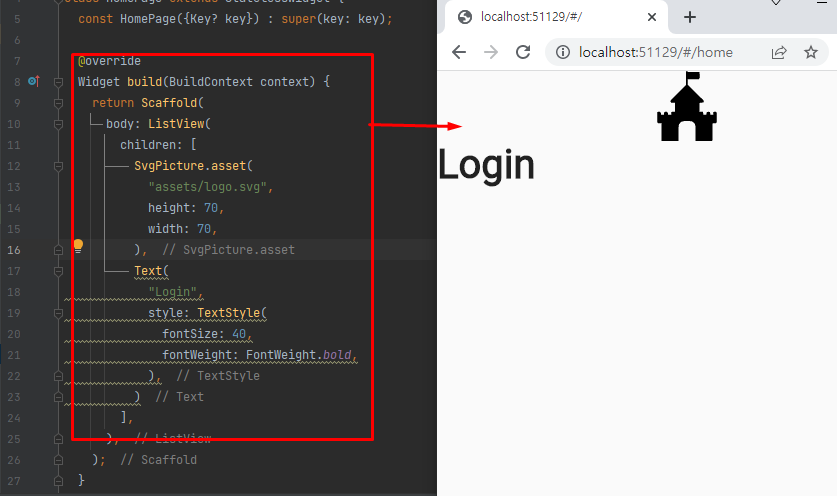 5 const HomePage({Key? key}) : super(key: key);
6
7 @override
8 Widget build(BuildContext context) {
9 return Scaffold(
10 body: ListView(
11 children: [
12 SvgPicture.asset(
13 "assets/logo.svg",
14 height: 70,
15 width: 70,
16 ), // SvgPicture.asset
17 Text(
18 "Login",
19 style: TextStyle(
20 fontSize: 40,
21 fontWeight: FontWeight.bold,
22 ), // TextStyle
23 ) // Text
24 ],
25 ), // ListView
26 ); // Scaffold
27 }
localhost:51129/#/
localhost:51129/#/home
Login